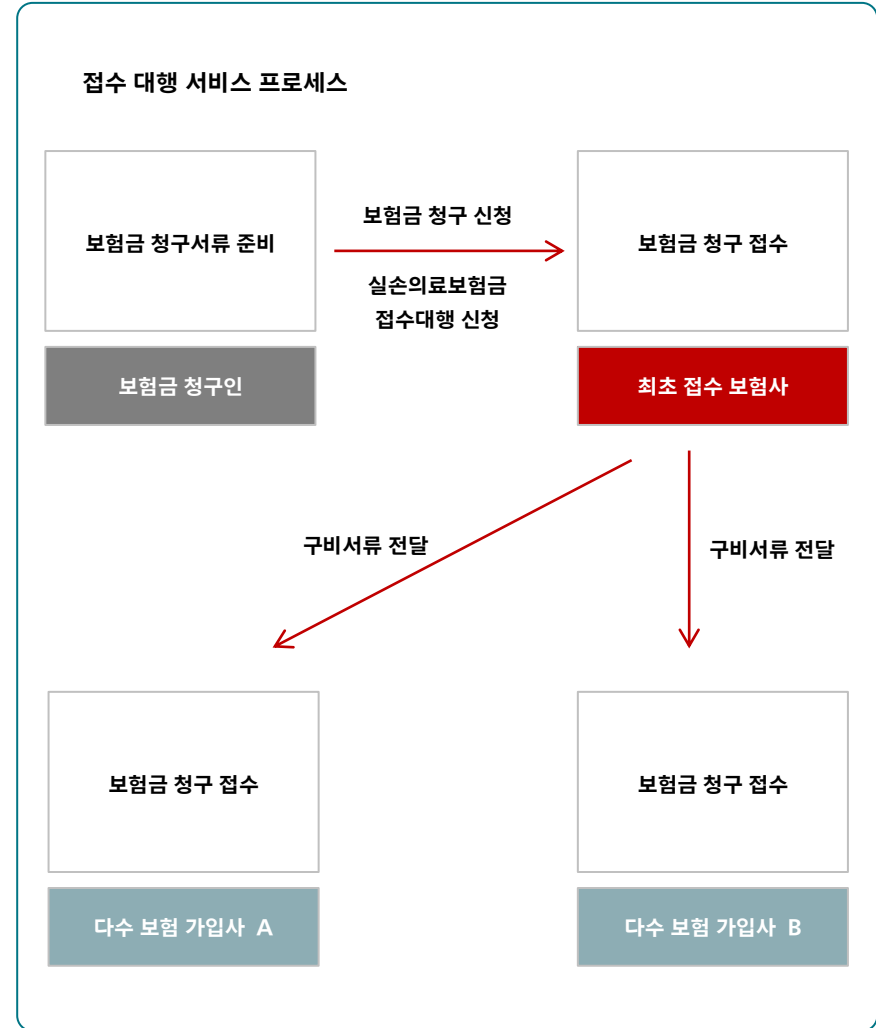 접수 대행 서비스 프로세스
보험금 청구서류 준비
보험금 청구 신청
실손의료보험금
접수대행 신청
보험금 청구 접수
보험금 청구인
최초 접수 보험사
구비서류 전달
구비서류 전달
보험금 청구 접수
보험금 청구 접수
다수 보험 가입사 A
다수 보험 가입사 B